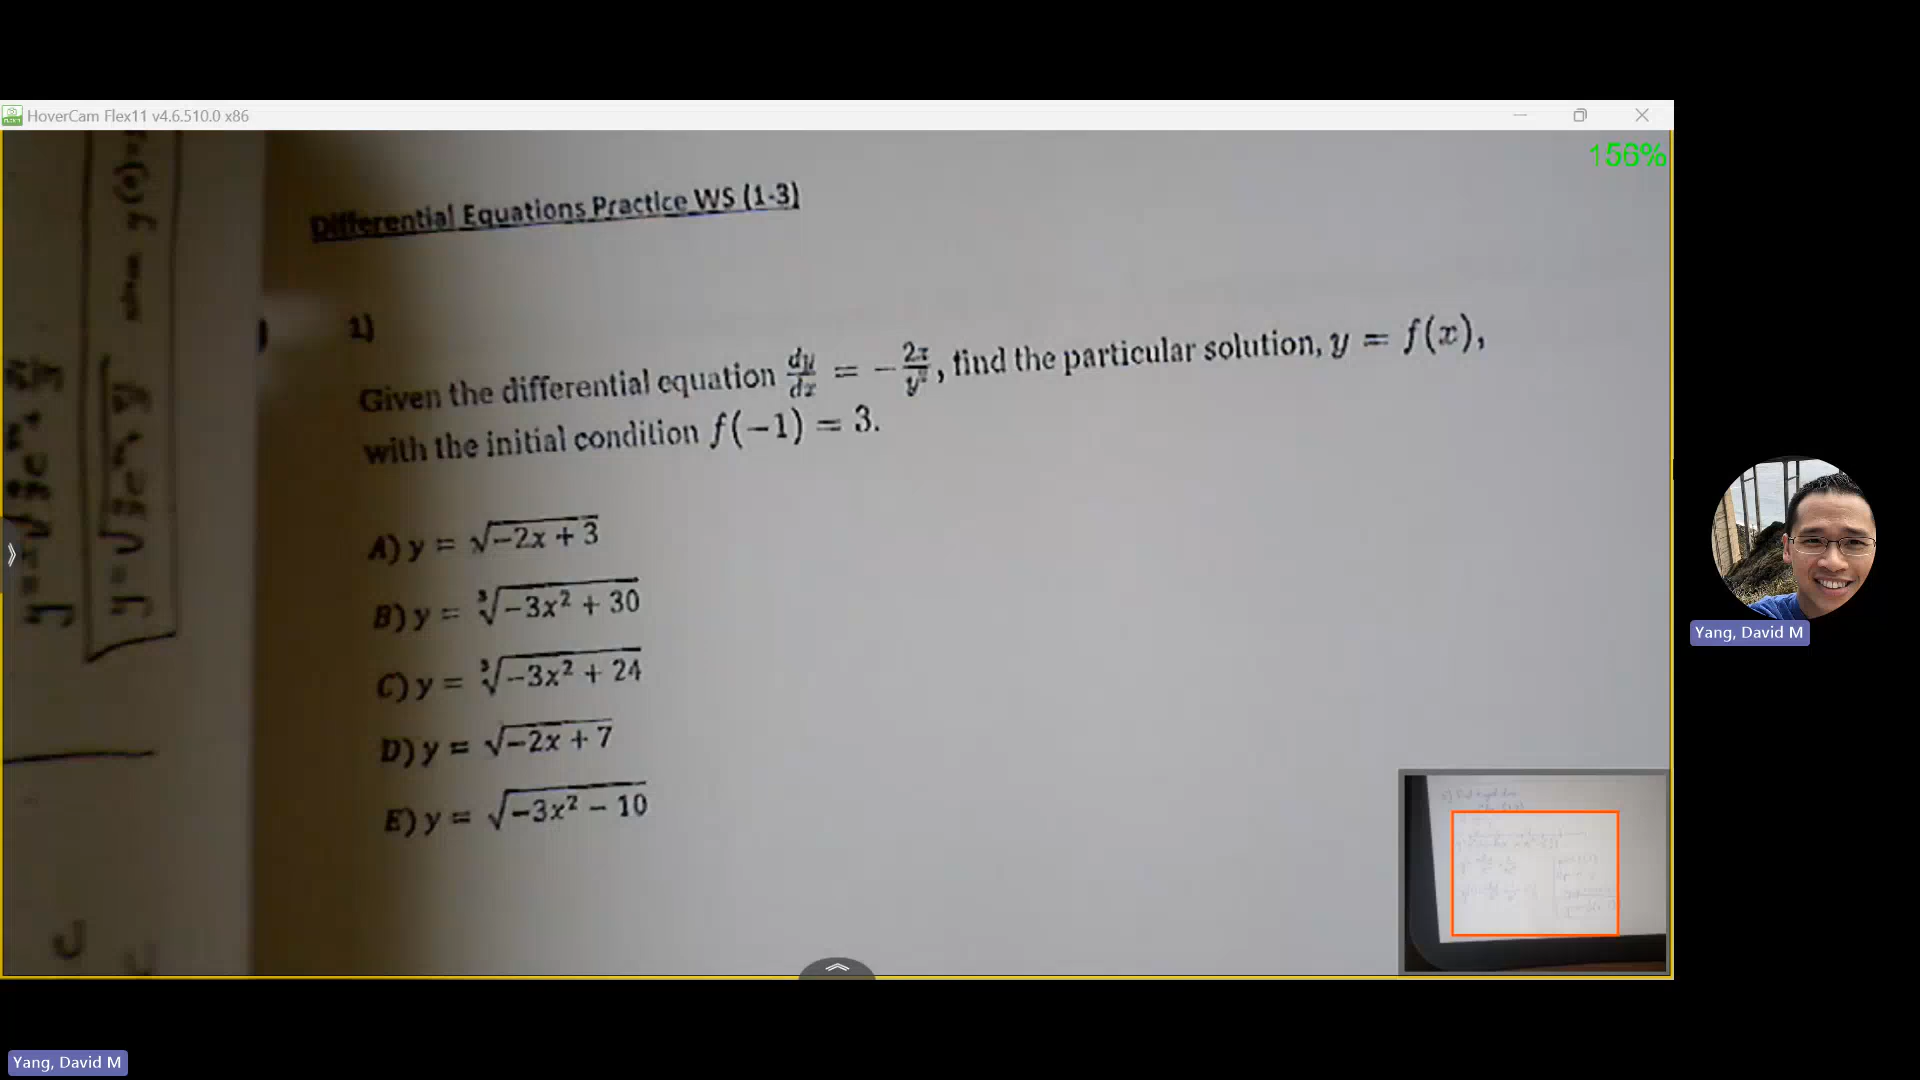 HoverCam Flex11 v4.6.510.0 x86
156%
Differential Equations Practice WS (1-3)
1)
Given the differential equation dy/dx = −2x/y², find the particular solution, y = f(x),
with the initial condition f(−1) = 3.
A) y = √(−2x + 3)
B) y = ∛(−3x² + 30)
C) y = ∛(−3x² + 24)
D) y = √(−2x + 7)
E) y = √(−3x² − 10)
Yang, David M
Yang, David M